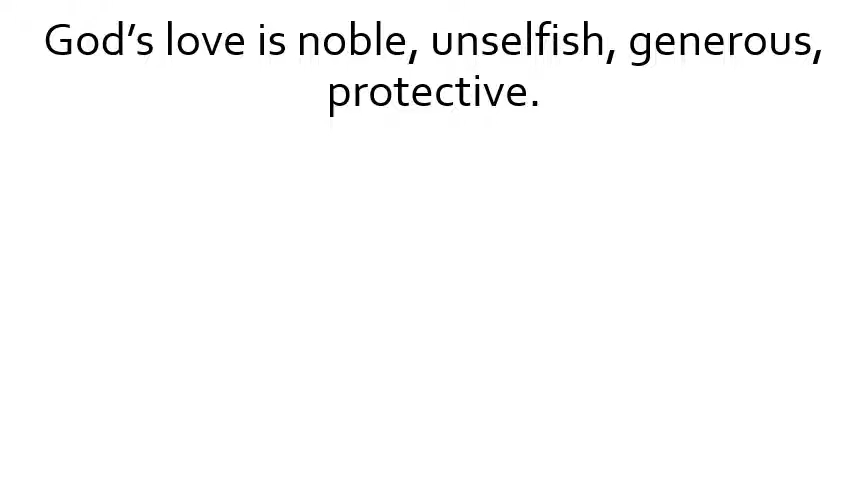 God’s love is noble, unselfish, generous,
protective.